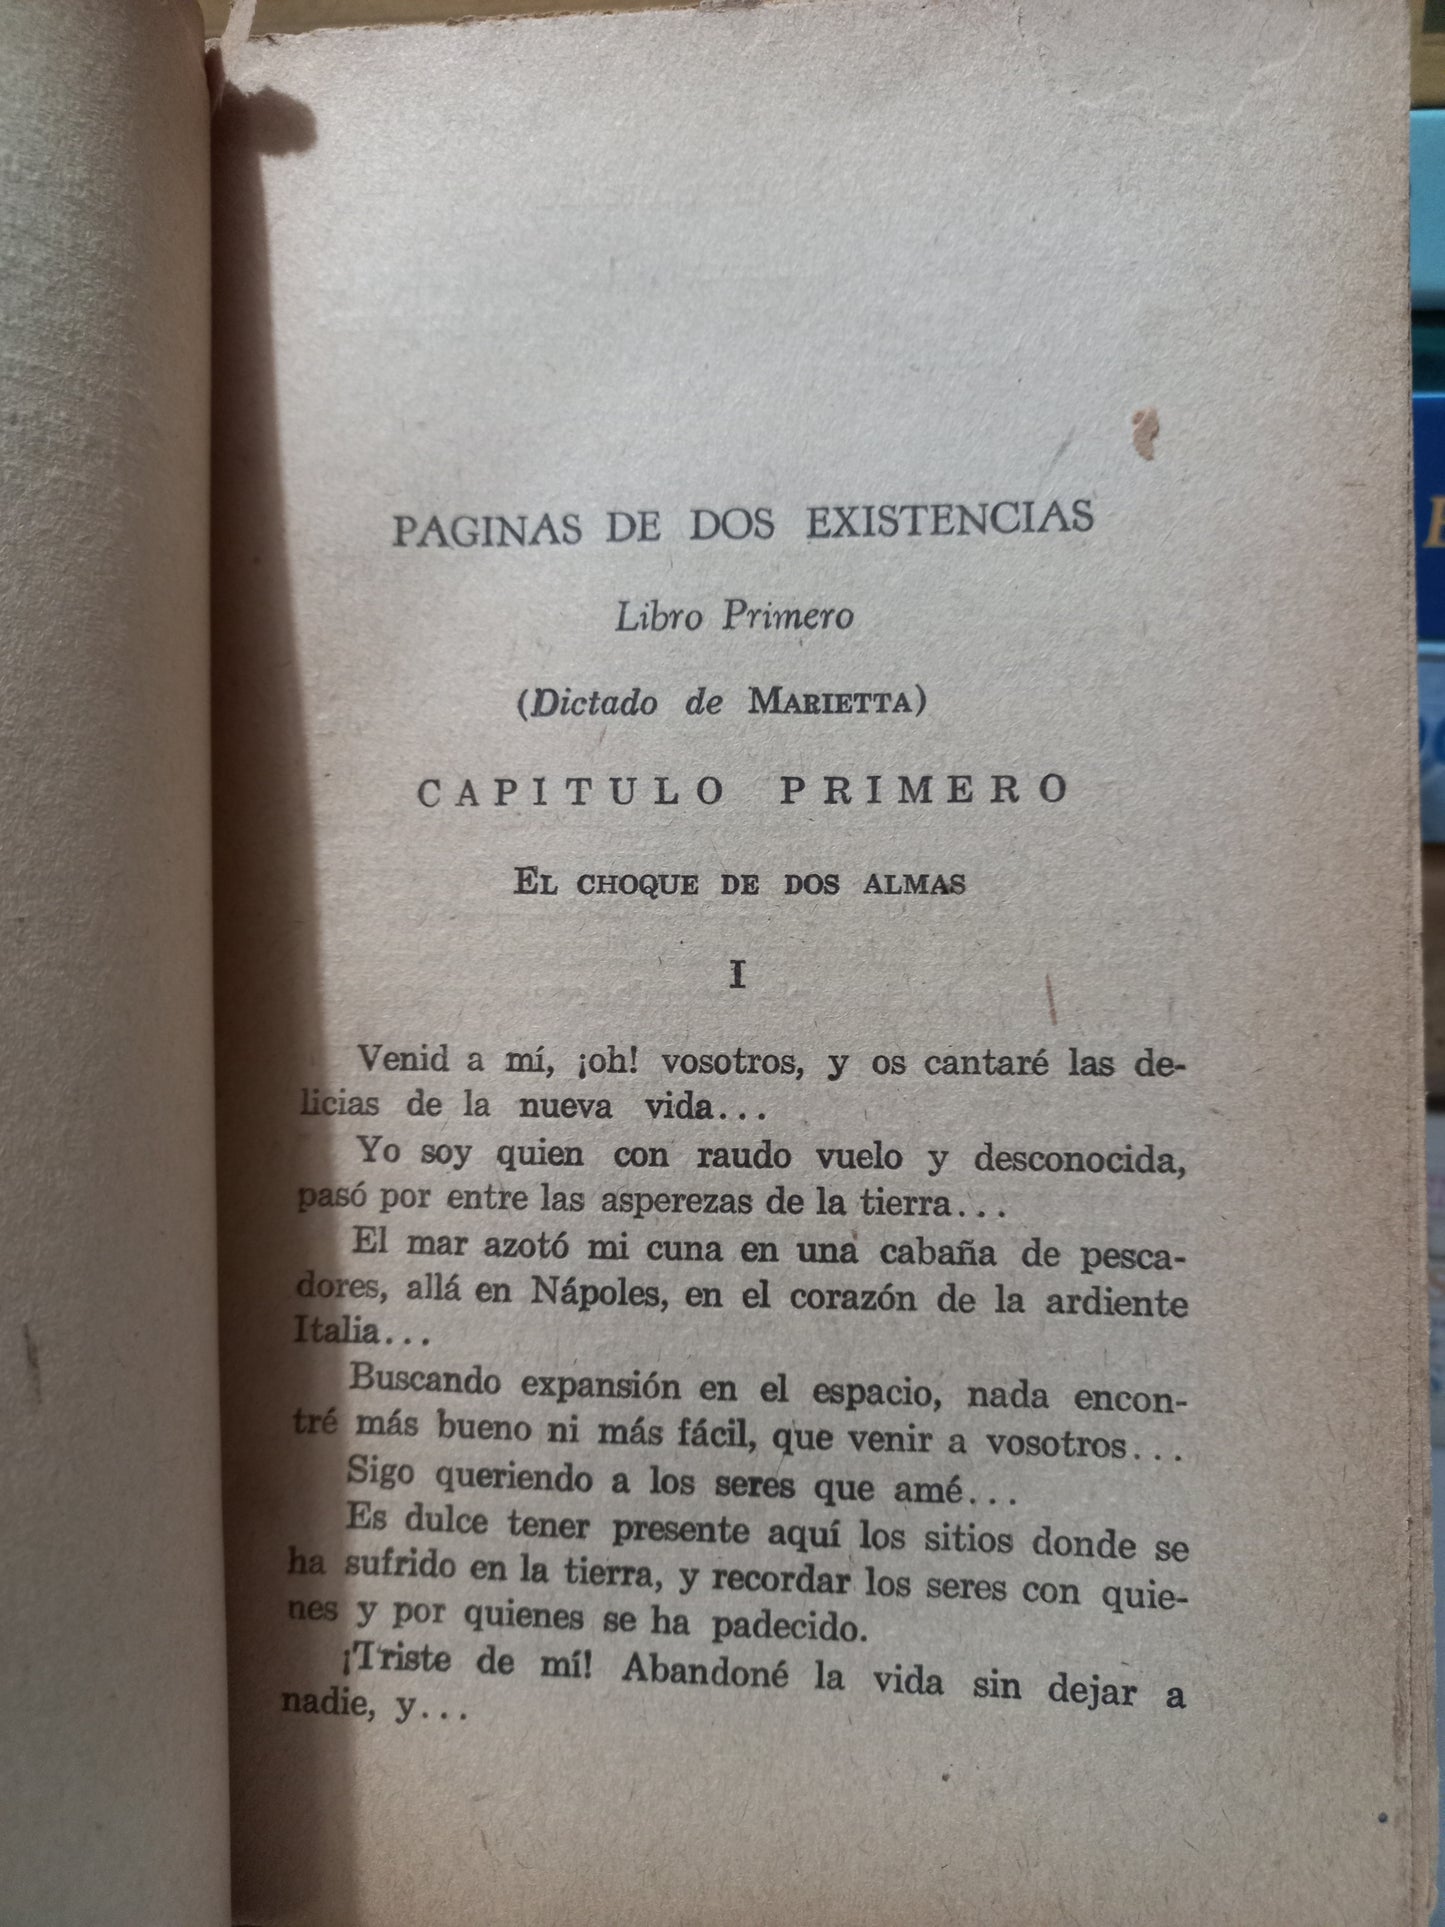 PAGINAS DE DOS EXISTENCIAS
Libro Primero
(Dictado de MARIETTA)
CAPITULO PRIMERO
EL CHOQUE DE DOS ALMAS
I
Venid a mí, ¡oh! vosotros, y os cantaré las de-
licias de la nueva vida...
Yo soy quien con raudo vuelo y desconocida,
pasó por entre las asperezas de la tierra...
El mar azotó mi cuna en una cabaña de pesca-
dores, allá en Nápoles, en el corazón de la ardiente
Italia...
Buscando expansión en el espacio, nada encon-
tré más bueno ni más fácil, que venir a vosotros...
Sigo queriendo a los seres que amé...
Es dulce tener presente aquí los sitios donde se
ha sufrido en la tierra, y recordar los seres con quie-
nes y por quienes se ha padecido.
¡Triste de mí! Abandoné la vida sin dejar a
nadie, y...